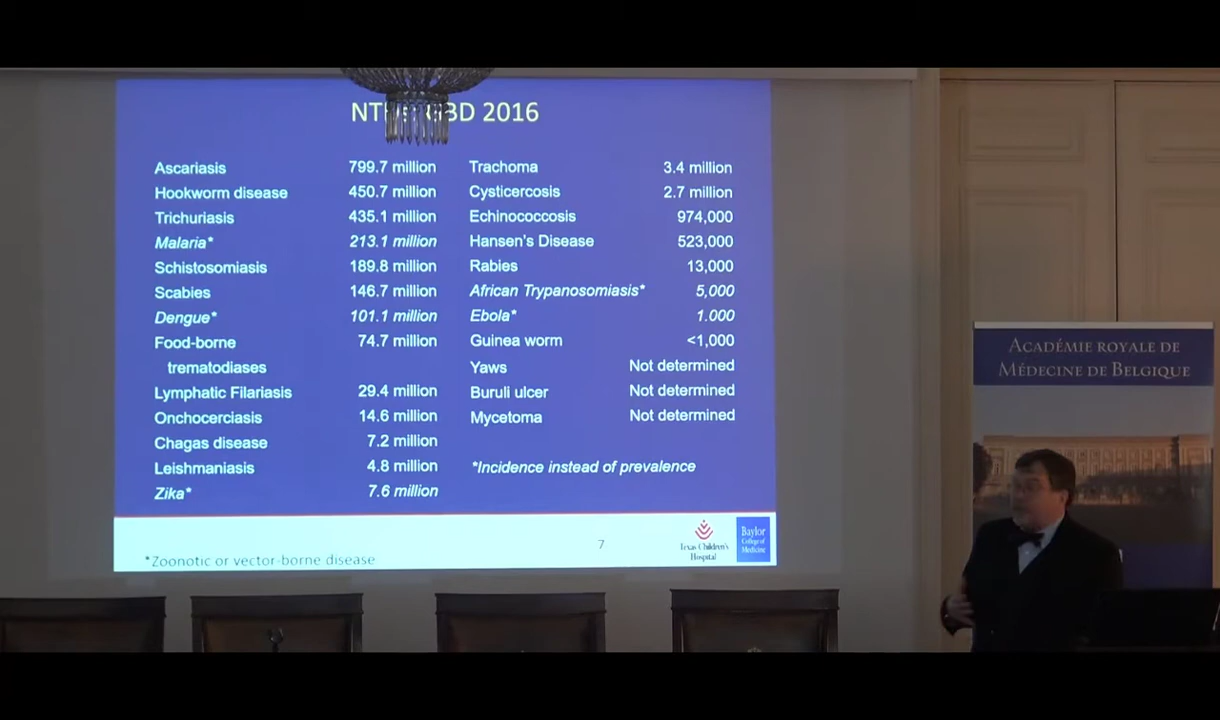 NTDs GBD 2016
Ascariasis 799.7 million
Hookworm disease 450.7 million
Trichuriasis 435.1 million
Malaria* 213.1 million
Schistosomiasis 189.8 million
Scabies 146.7 million
Dengue* 101.1 million
Food-borne 74.7 million
trematodiases
Lymphatic Filariasis 29.4 million
Onchocerciasis 14.6 million
Chagas disease 7.2 million
Leishmaniasis 4.8 million
Zika* 7.6 million
Trachoma 3.4 million
Cysticercosis 2.7 million
Echinococcosis 974,000
Hansen's Disease 523,000
Rabies 13,000
African Trypanosomiasis* 5,000
Ebola* 1.000
Guinea worm <1,000
Yaws Not determined
Buruli ulcer Not determined
Mycetoma Not determined
*Incidence instead of prevalence
*Zoonotic or vector-borne disease
7
Texas Children's
Hospital
Baylor
College of
Medicine
Académie royale de
Médecine de Belgique